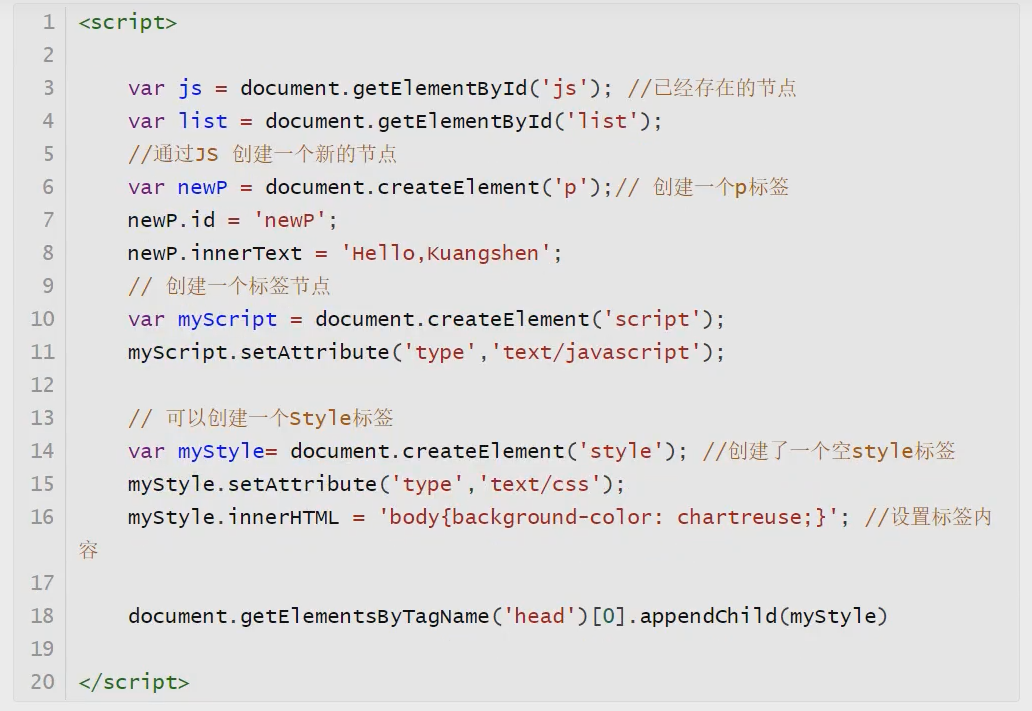 1 <script>
2
3 var js = document.getElementById('js'); //已经存在的节点
4 var list = document.getElementById('list');
5 //通过JS 创建一个新的节点
6 var newP = document.createElement('p');// 创建一个p标签
7 newP.id = 'newP';
8 newP.innerText = 'Hello,Kuangshen';
9 // 创建一个标签节点
10 var myScript = document.createElement('script');
11 myScript.setAttribute('type','text/javascript');
12
13 // 可以创建一个Style标签
14 var myStyle= document.createElement('style'); //创建了一个空style标签
15 myStyle.setAttribute('type','text/css');
16 myStyle.innerHTML = 'body{background-color: chartreuse;}'; //设置标签内
容
17
18 document.getElementsByTagName('head')[0].appendChild(myStyle)
19
20 </script>